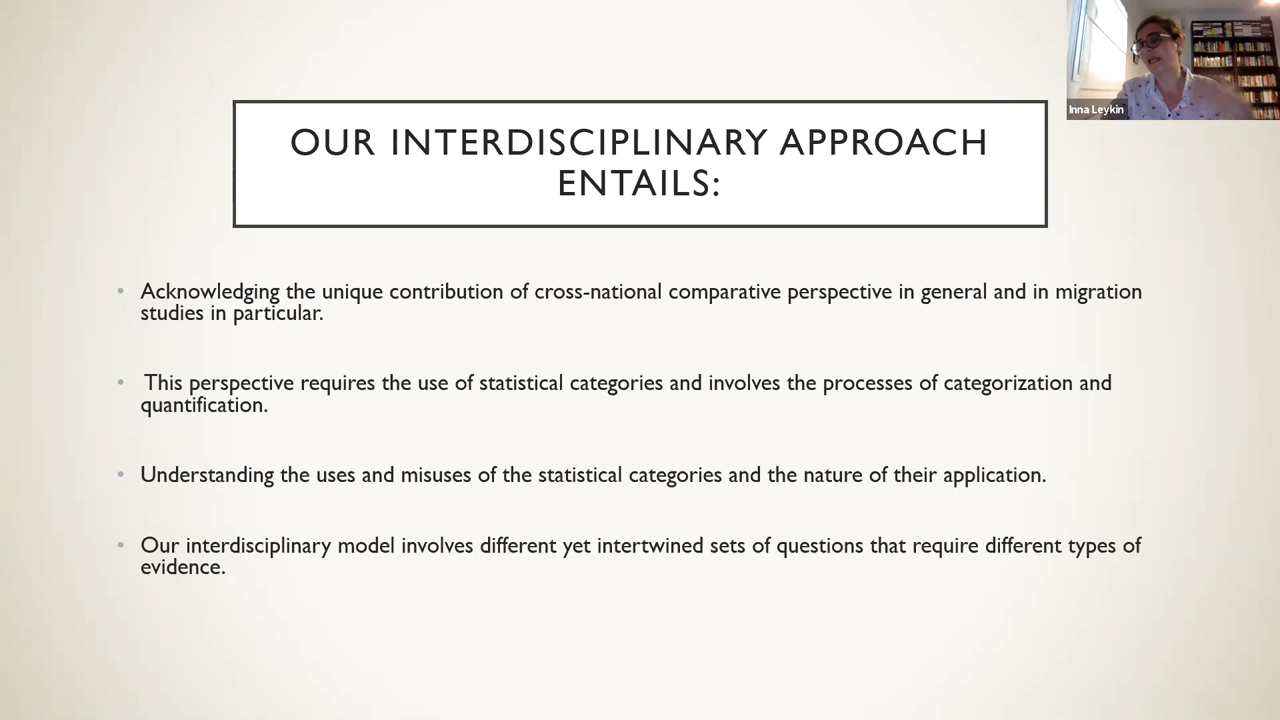 Inna Leykin
OUR INTERDISCIPLINARY APPROACH
ENTAILS:
• Acknowledging the unique contribution of cross-national comparative perspective in general and in migration
studies in particular.
• This perspective requires the use of statistical categories and involves the processes of categorization and
quantification.
• Understanding the uses and misuses of the statistical categories and the nature of their application.
• Our interdisciplinary model involves different yet intertwined sets of questions that require different types of
evidence.